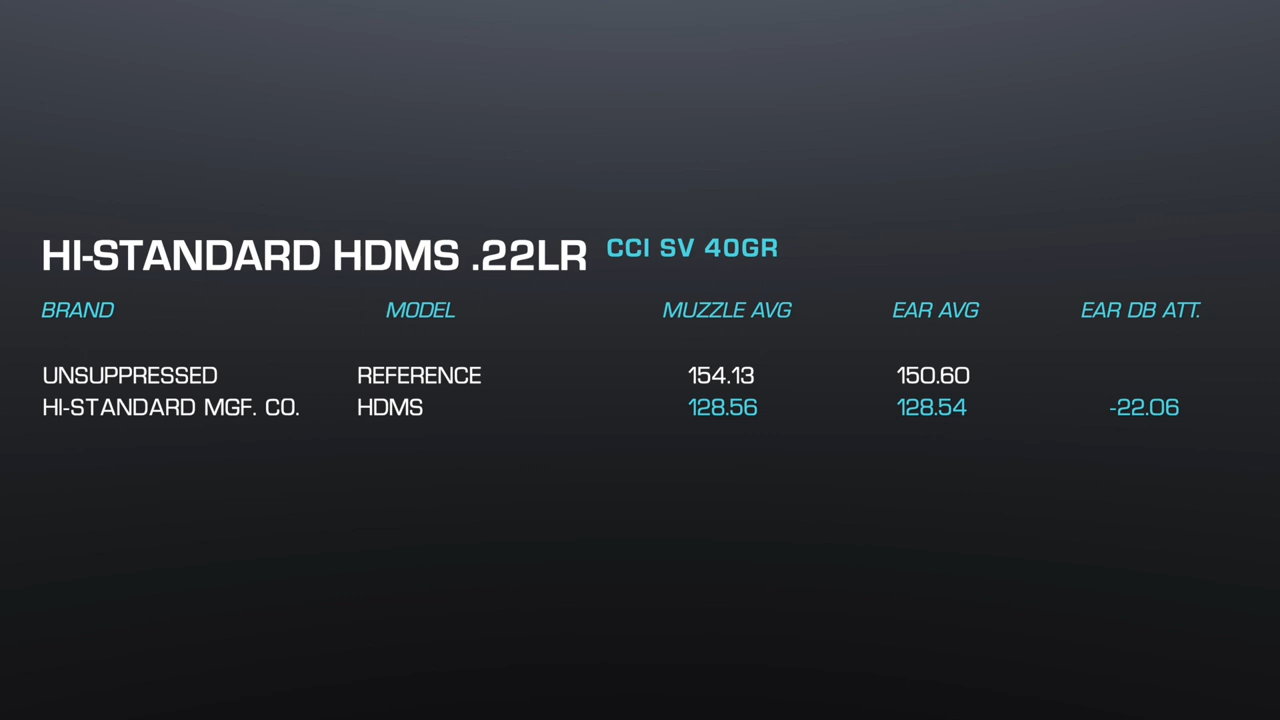 HI-STANDARD HDMS .22LR CCI SV 40GR
BRAND MODEL MUZZLE AVG EAR AVG EAR DB ATT.
UNSUPPRESSED REFERENCE 154.13 150.60
HI-STANDARD MGF. CO. HDMS 128.56 128.54 -22.06